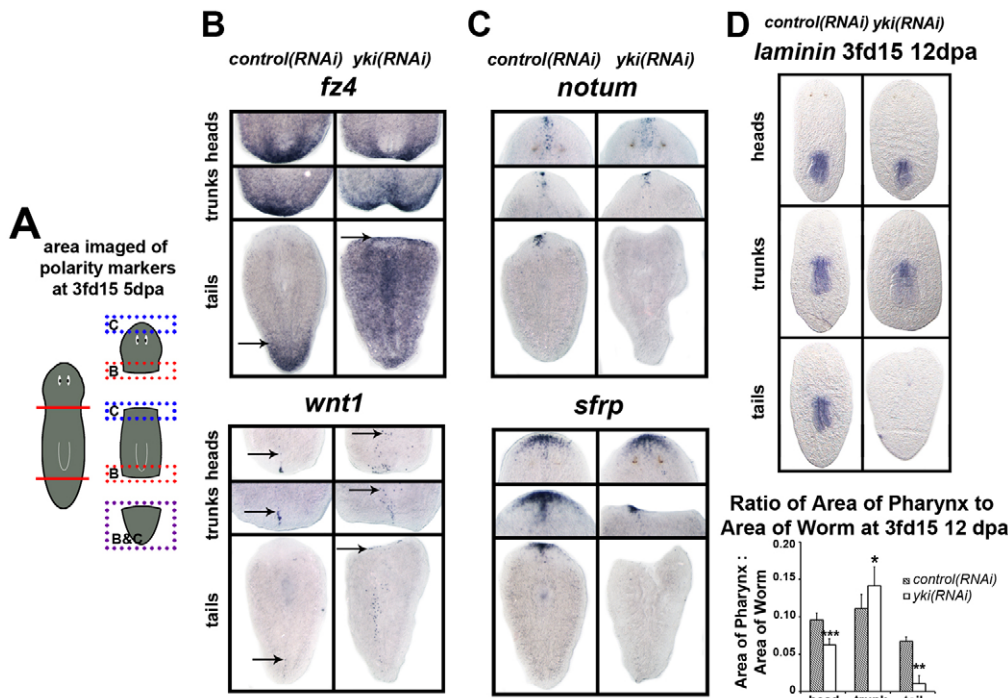 A
area imaged of
polarity markers
at 3fd15 5dpa
C
B
C
B
B&C
B
control(RNAi) yki(RNAi)
fz4
heads
trunks
tails
wnt1
heads
trunks
tails
C
control(RNAi) yki(RNAi)
notum
sfrp
D
control(RNAi) yki(RNAi)
laminin 3fd15 12dpa
heads
trunks
tails
Ratio of Area of Pharynx to
Area of Worm at 3fd15 12 dpa
Area of Pharynx :
Area of Worm
0.20
0.15
0.10
0.05
0
***
*
**
control(RNAi)
yki(RNAi)